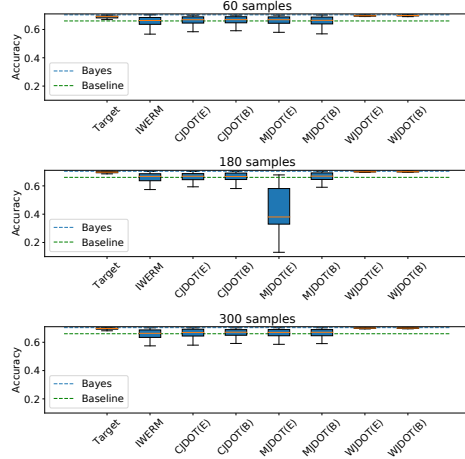 60 samples
Accuracy
0.6
0.4
0.2
Bayes
Baseline
Target
IWERM
CJDOT(E)
CJDOT(B)
MJDOT(E)
MJDOT(B)
WJDOT(E)
WJDOT(B)
180 samples
Accuracy
0.6
0.4
0.2
Bayes
Baseline
Target
IWERM
CJDOT(E)
CJDOT(B)
MJDOT(E)
MJDOT(B)
WJDOT(E)
WJDOT(B)
300 samples
Accuracy
0.6
0.4
0.2
Bayes
Baseline
Target
IWERM
CJDOT(E)
CJDOT(B)
MJDOT(E)
MJDOT(B)
WJDOT(E)
WJDOT(B)